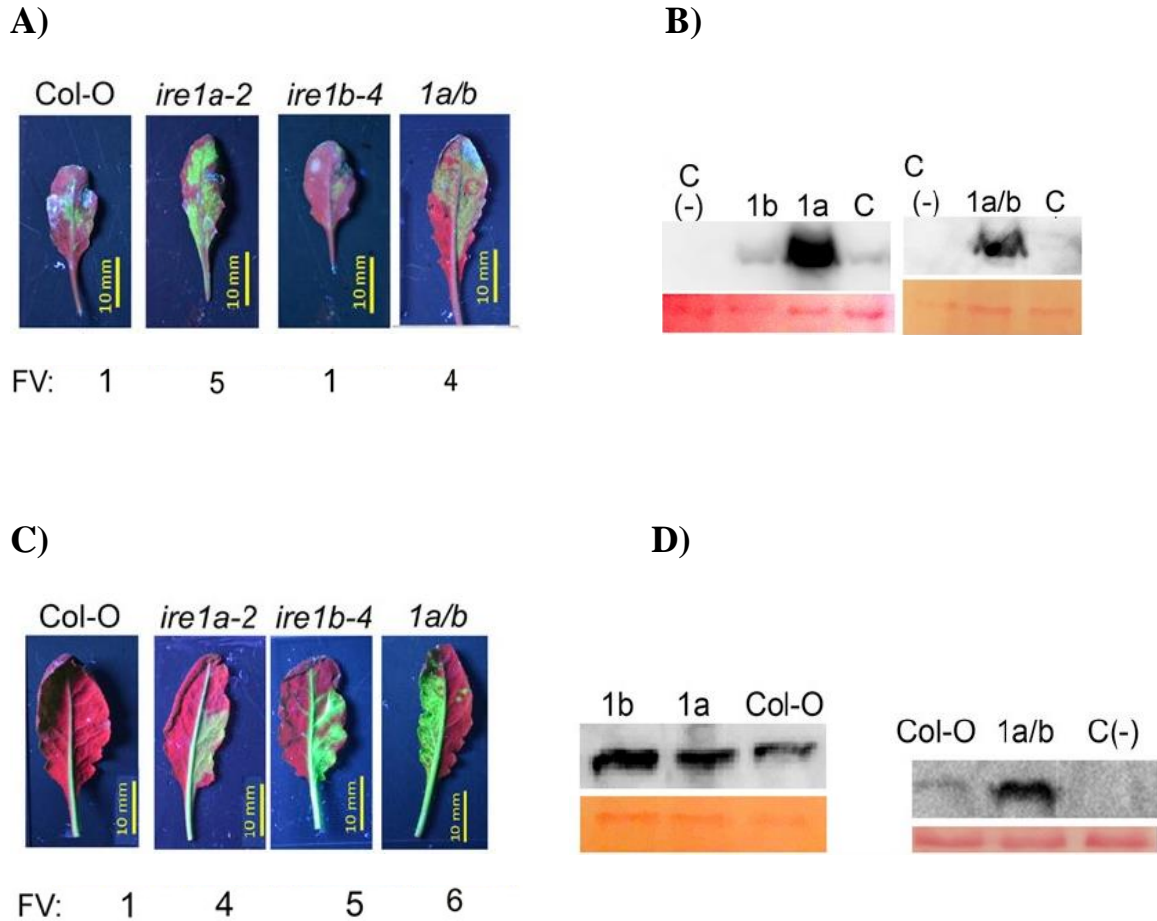 A)
Col-O ire1a-2 ire1b-4 1a/b
10 mm 10 mm 10 mm 10 mm
FV: 1 5 1 4
B)
C (-) 1b 1a C
C (-) 1a/b C
C)
Col-O ire1a-2 ire1b-4 1a/b
10 mm 10 mm 10 mm 10 mm
FV: 1 4 5 6
D)
1b 1a Col-O
Col-O 1a/b C(-)